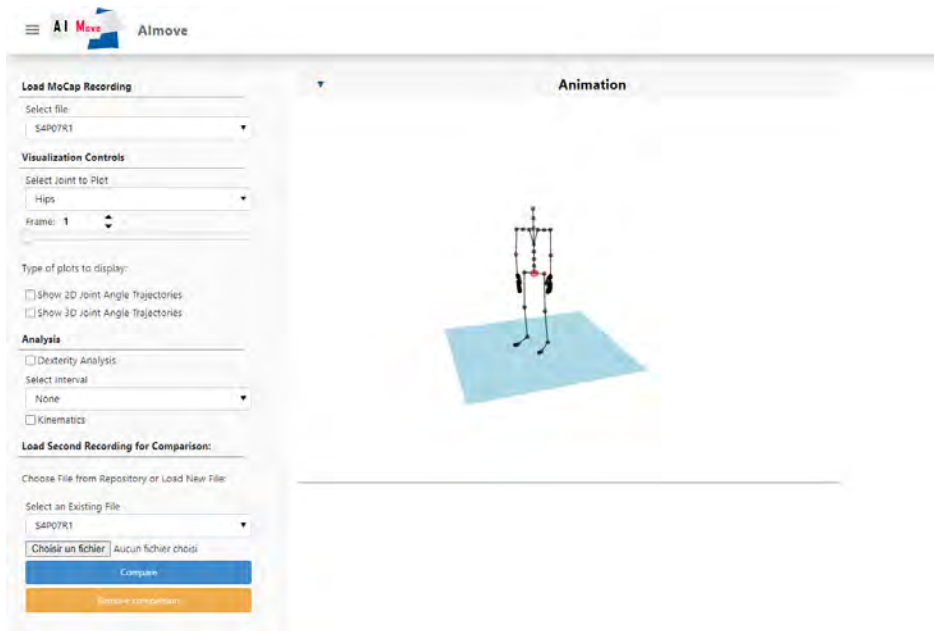 AI Move
AImove
Load MoCap Recording
Select file
S4P07R1
Visualization Controls
Select Joint to Plot
Hips
Frame: 1
Type of plots to display:
Show 2D Joint Angle Trajectories
Show 3D Joint Angle Trajectories
Analysis
Dexterity Analysis
Select Interval
None
Kinematics
Load Second Recording for Comparison:
Choose File from Repository or Load New File:
Select an Existing File
S4P07R1
Choisir un fichier Aucun fichier choisi
Compare
Remove comparison
Animation